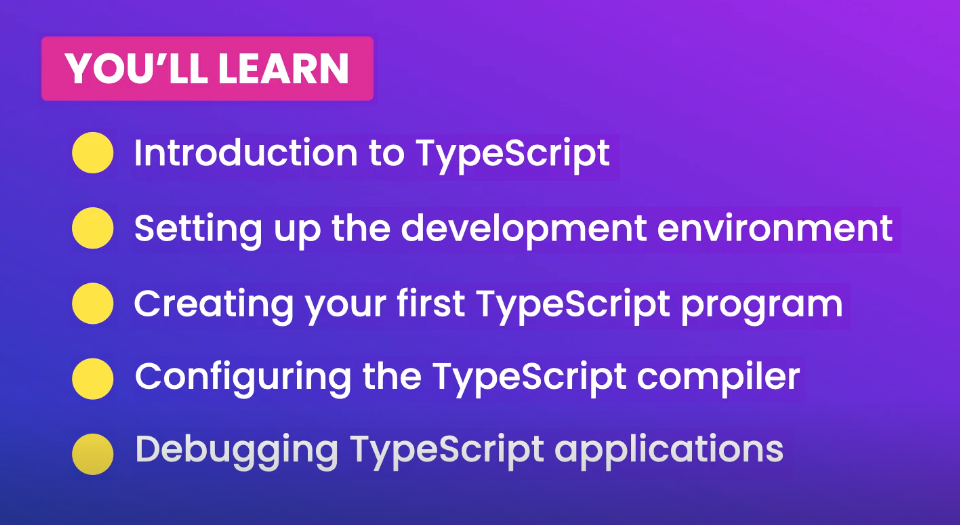 YOU’LL LEARN
Introduction to TypeScript
Setting up the development environment
Creating your first TypeScript program
Configuring the TypeScript compiler
Debugging TypeScript applications